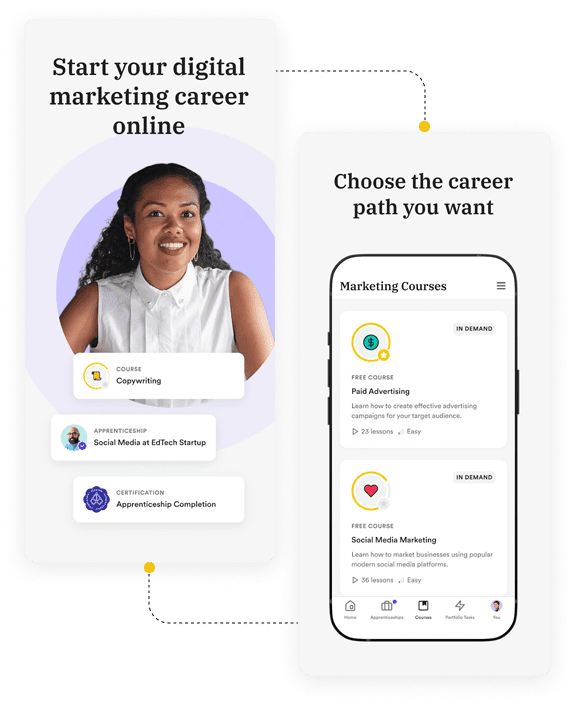 Start your digital
marketing career
online
COURSE
Copywriting
APPRENTICESHIP
Social Media at EdTech Startup
CERTIFICATION
Apprenticeship Completion
Choose the career
path you want
Marketing Courses
IN DEMAND
FREE COURSE
Paid Advertising
Learn how to create effective advertising
campaigns for your target audience.
23 lessons Easy
IN DEMAND
FREE COURSE
Social Media Marketing
Learn how to market businesses using popular
modern social media platforms.
36 lessons Easy
Home Apprenticeships Courses Portfolio Tasks You